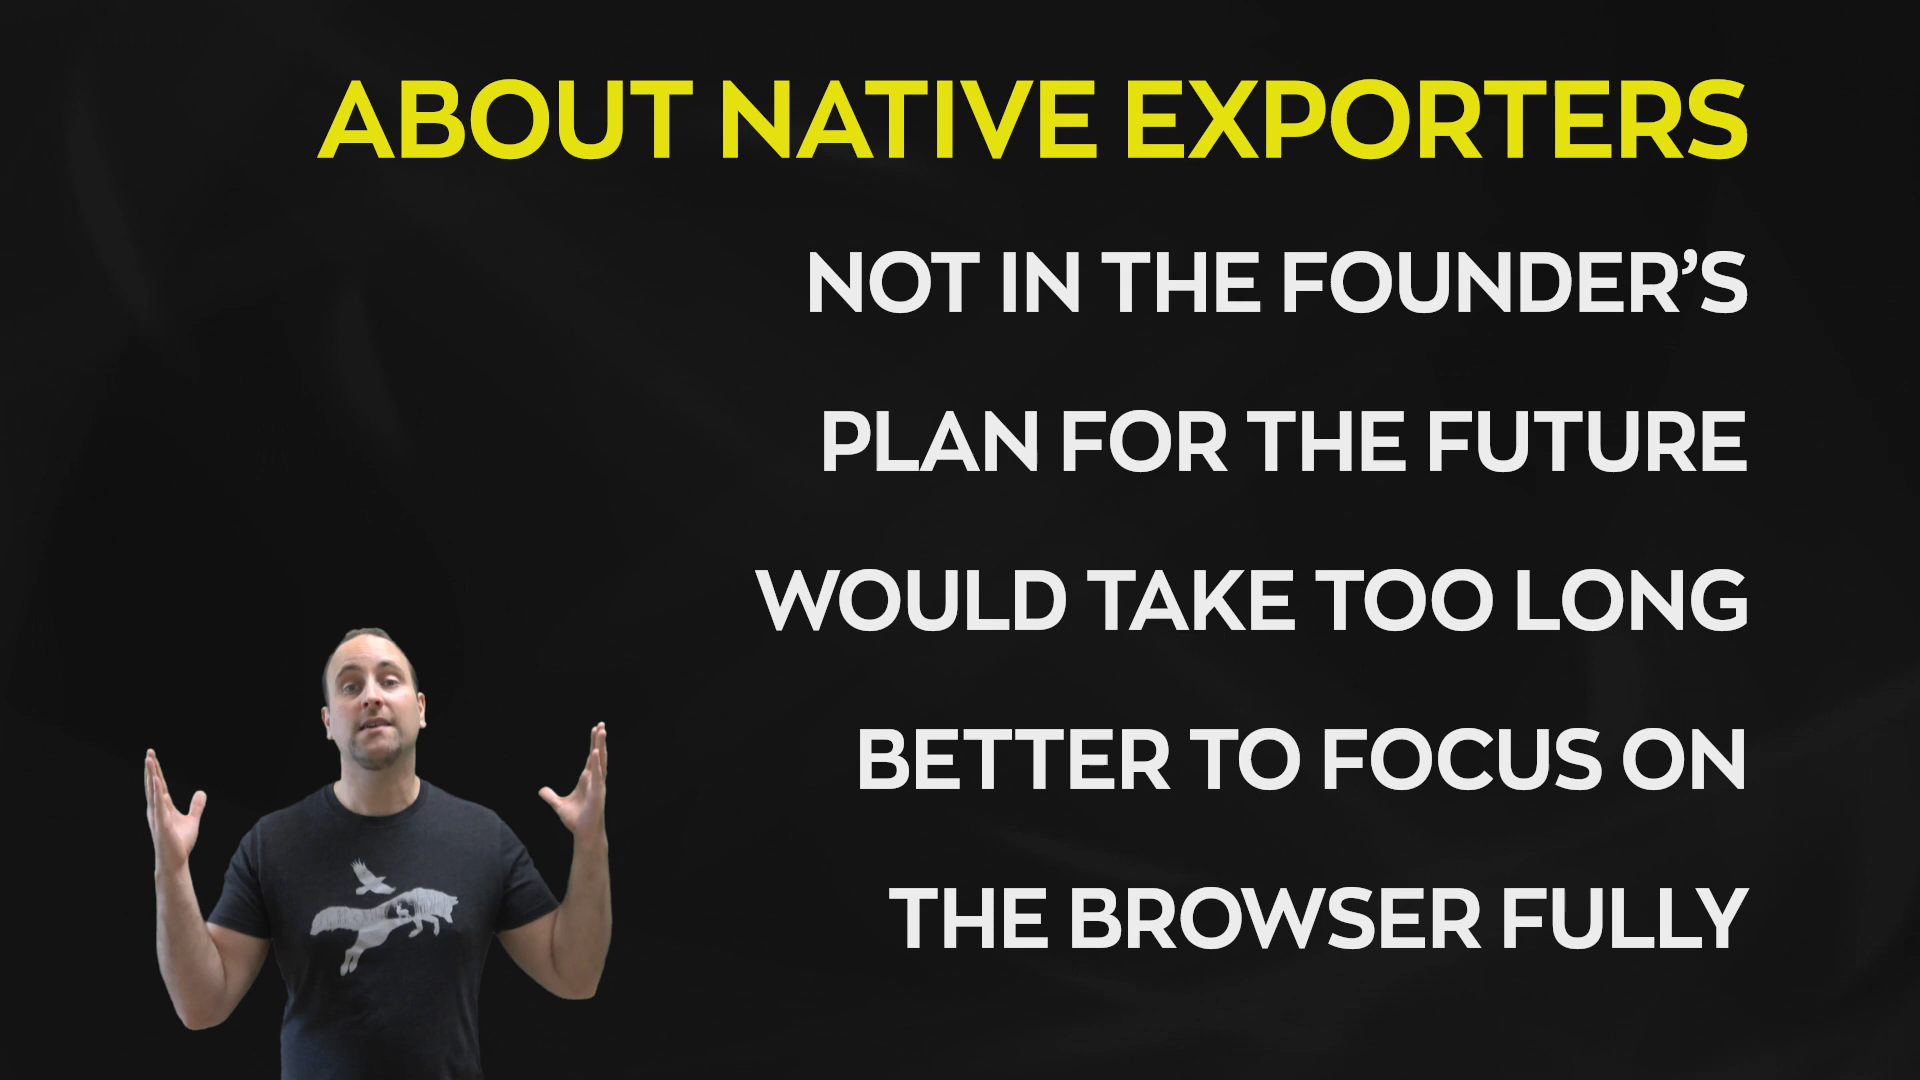 ABOUT NATIVE EXPORTERS
NOT IN THE FOUNDER’S
PLAN FOR THE FUTURE
WOULD TAKE TOO LONG
BETTER TO FOCUS ON
THE BROWSER FULLY